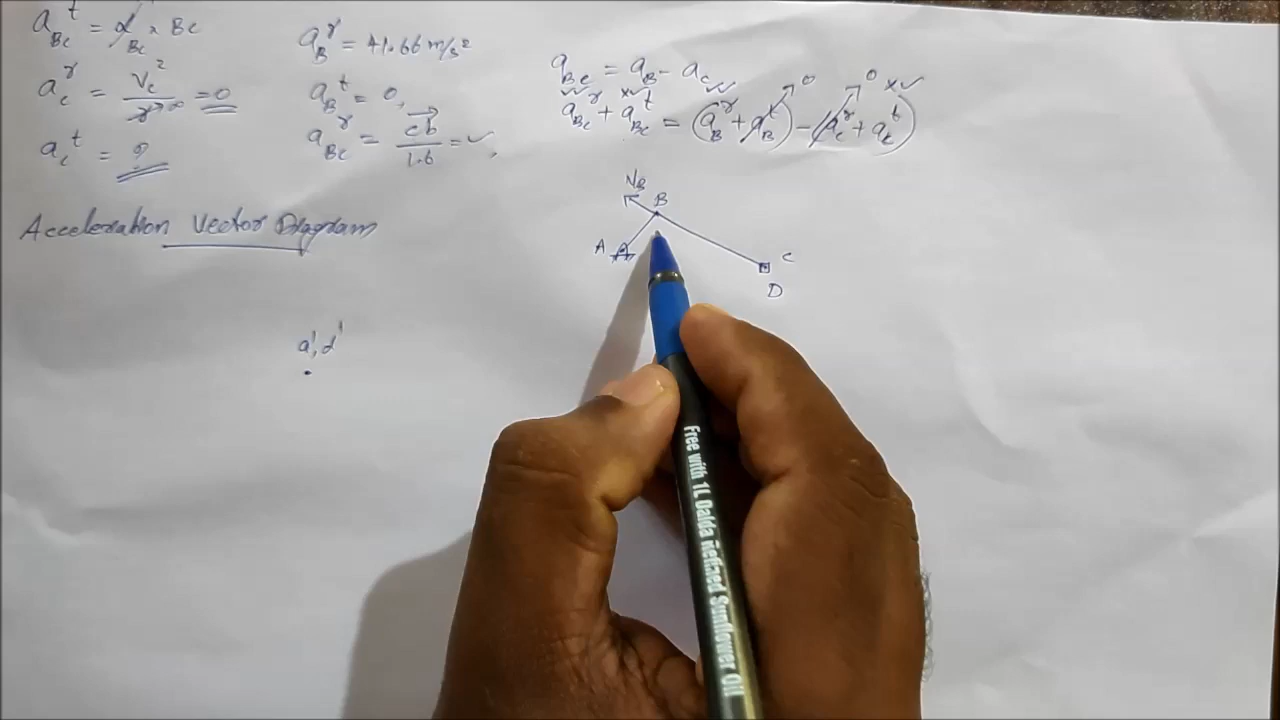 a_Bc^t = α_Bc × Bc
a_c^r = V_c^2 / r→∞ = 0
a_c^t = ?
a_B^r = 41.66 m/s²
a_B^t = 0,
a_Bc^r = cb / 1.6 = ✓,
a_Bc = a_B - a_c
a_Bc^r + a_Bc^t = (a_B^r + a_B^t) - (a_c^r + a_c^t)
0 0 × ✓
Acceleration Vector Diagram
V_B
B
A
C
D
a', d'
Free with 1L Dalda Refined Sunflower Oil